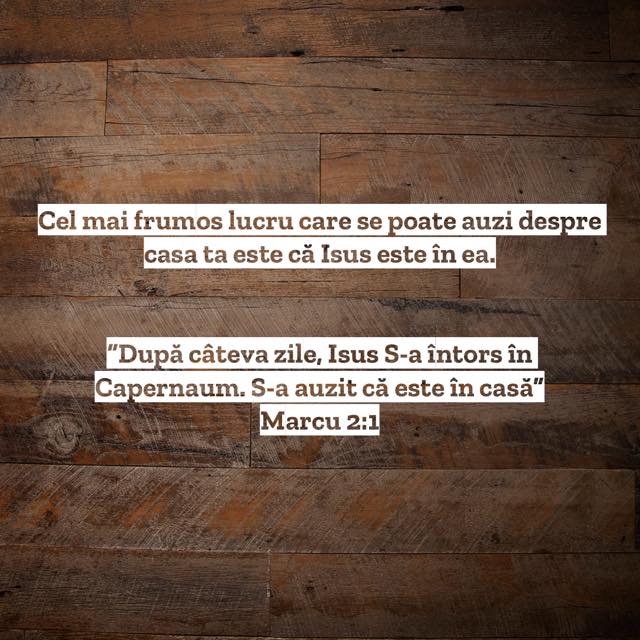 Cel mai frumos lucru care se poate auzi despre
casa ta este că Isus este în ea.
"După câteva zile, Isus S-a întors în
Capernaum. S-a auzit că este în casă"
Marcu 2:1